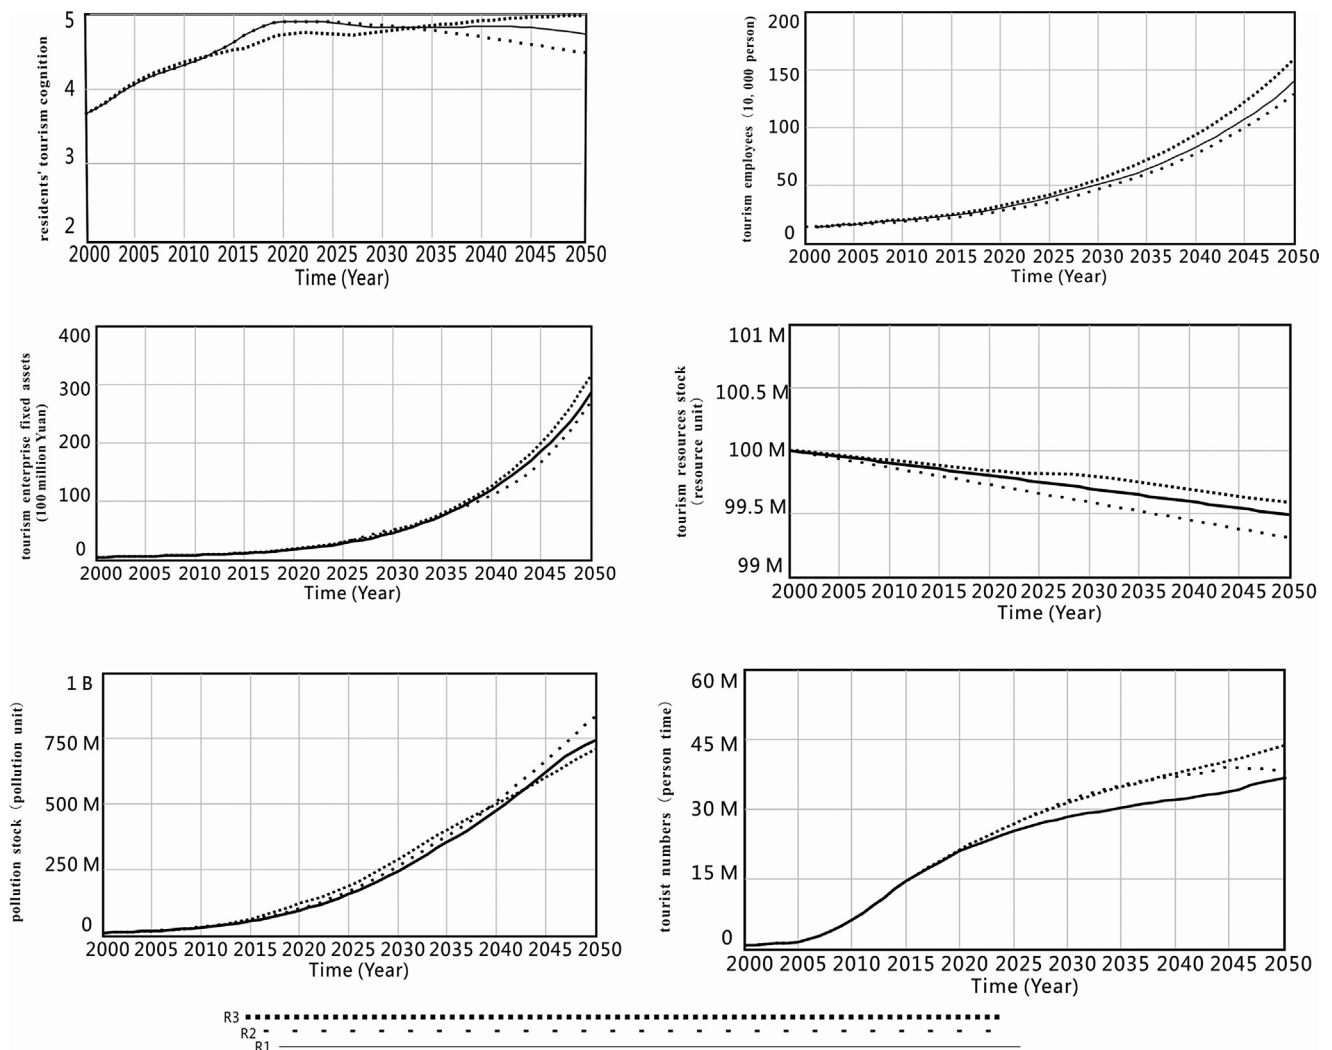 residents' tourism cognition
5
4
3
2
2000 2005 2010 2015 2020 2025 2030 2035 2040 2045 2050
Time (Year)
tourism employees (10,000 person)
200
150
100
50
0
2000 2005 2010 2015 2020 2025 2030 2035 2040 2045 2050
Time (Year)
tourism enterprise fixed assets
(100 million Yuan)
400
300
200
100
0
2000 2005 2010 2015 2020 2025 2030 2035 2040 2045 2050
Time (Year)
tourism resources stock
(resource unit)
101 M
100.5 M
100 M
99.5 M
99 M
2000 2005 2010 2015 2020 2025 2030 2035 2040 2045 2050
Time (Year)
pollution stock (pollution unit)
1 B
750 M
500 M
250 M
0
2000 2005 2010 2015 2020 2025 2030 2035 2040 2045 2050
Time (Year)
tourist numbers (person time)
60 M
45 M
30 M
15 M
0
2000 2005 2010 2015 2020 2025 2030 2035 2040 2045 2050
Time (Year)
R3
R2
R1